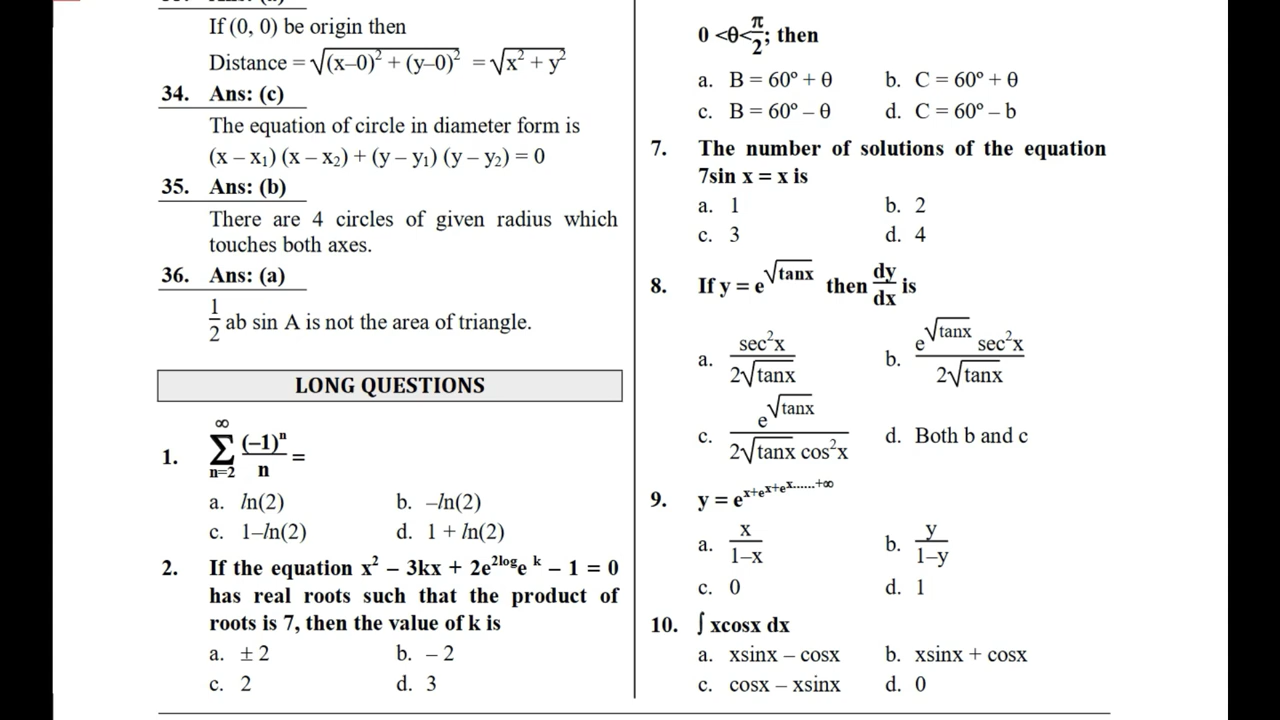 If (0, 0) be origin then
Distance = √(x–0)² + (y–0)² = √x² + y²
34. Ans: (c)
The equation of circle in diameter form is
(x – x₁) (x – x₂) + (y – y₁) (y – y₂) = 0
35. Ans: (b)
There are 4 circles of given radius which
touches both axes.
36. Ans: (a)
1/2 ab sin A is not the area of triangle.
LONG QUESTIONS
1. ∞∑n=2 (–1)ⁿ/n =
a. ln(2) b. –ln(2)
c. 1–ln(2) d. 1 + ln(2)
2. If the equation x² – 3kx + 2e^(2logₑ k) – 1 = 0
has real roots such that the product of
roots is 7, then the value of k is
a. ± 2 b. – 2
c. 2 d. 3
0 <θ<π/2; then
a. B = 60° + θ b. C = 60° + θ
c. B = 60° – θ d. C = 60° – b
7. The number of solutions of the equation
7sin x = x is
a. 1 b. 2
c. 3 d. 4
8. If y = e^√tanx then dy/dx is
a. sec²x/2√tanx b. e^√tanx sec²x/2√tanx
c. e^√tanx/2√tanx cos²x d. Both b and c
9. y = e^x+e^x+e^x......+∞
a. x/1–x b. y/1–y
c. 0 d. 1
10. ∫ xcosx dx
a. xsinx – cosx b. xsinx + cosx
c. cosx – xsinx d. 0